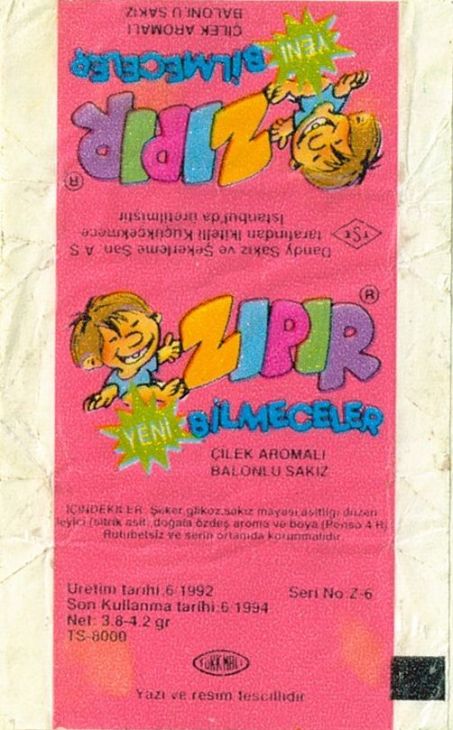 ÇİLEK AROMALI
BALONLU SAKIZ
YENİ
BİLMECELER
ZIPIR ®
Dandy Sakız ve Şekerleme San. A.S
tarafından İkitelli Küçükçekmece
İstanbul'da üretilmiştir
TSE
ZIPIR ®
YENİ
BİLMECELER
ÇİLEK AROMALI
BALONLU SAKIZ
İÇİNDEKİLER: Şeker, glikoz, sakız mayası, asitliği düzen
leyici (sitrik asit, doğala özdeş aroma ve boya (Ponso 4 R)
Rutubetsiz ve serin ortamda korunmalıdır
Üretim tarihi:6 1992
Seri No:Z-6
Son Kullanma tarihi:6 1994
Net: 3.8-4.2 gr
TS-8000
TÜRK MALI
Yazı ve resim tescillidir